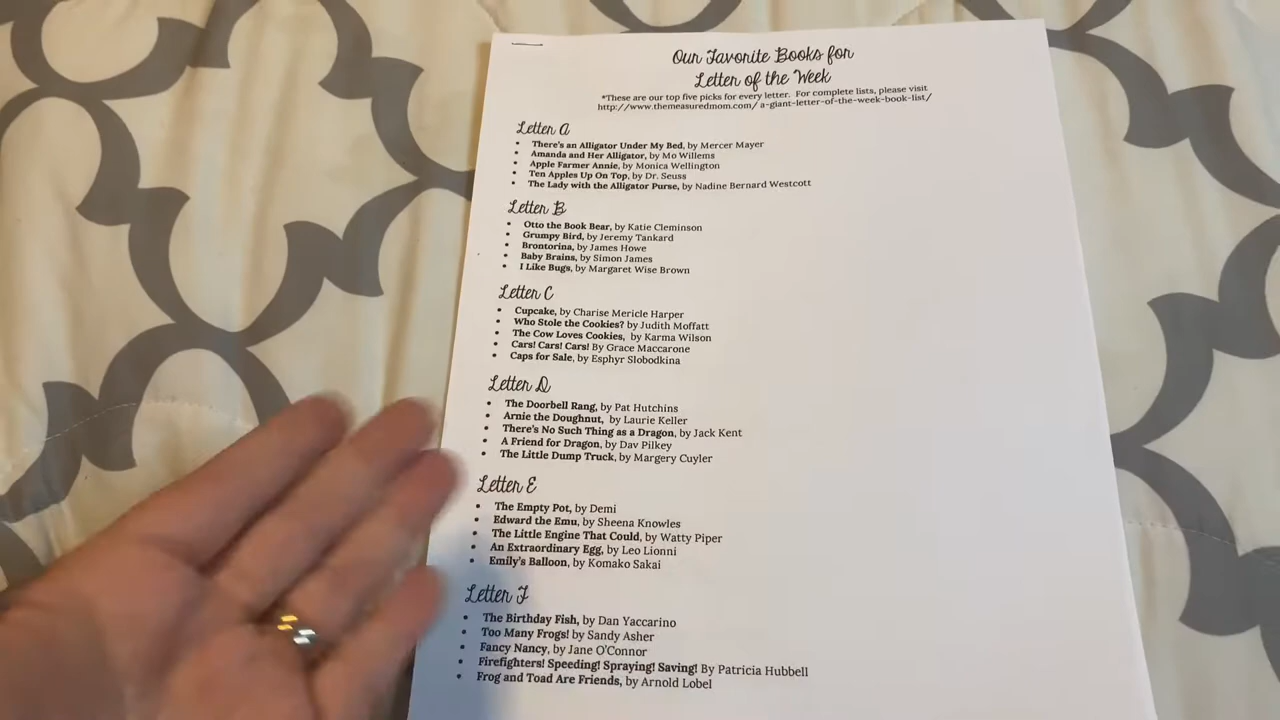 Our Favorite Books for
Letter of the Week
*These are our top five picks for every letter. For complete lists, please visit
http://www.themeasuredmom.com/ a-giant-letter-of-the-week-book-list/
Letter A
• There's an Alligator Under My Bed, by Mercer Mayer
• Amanda and Her Alligator, by Mo Willems
• Apple Farmer Annie, by Monica Wellington
• Ten Apples Up On Top, by Dr. Seuss
• The Lady with the Alligator Purse, by Nadine Bernard Westcott
Letter B
• Otto the Book Bear, by Katie Cleminson
• Grumpy Bird, by Jeremy Tankard
• Brontorina, by James Howe
• Baby Brains, by Simon James
• I Like Bugs, by Margaret Wise Brown
Letter C
• Cupcake, by Charise Mericle Harper
• Who Stole the Cookies? by Judith Moffatt
• The Cow Loves Cookies, by Karma Wilson
• Cars! Cars! Cars! By Grace Maccarone
• Caps for Sale, by Esphyr Slobodkina
Letter D
• The Doorbell Rang, by Pat Hutchins
• Arnie the Doughnut, by Laurie Keller
• There's No Such Thing as a Dragon, by Jack Kent
• A Friend for Dragon, by Dav Pilkey
• The Little Dump Truck, by Margery Cuyler
Letter E
• The Empty Pot, by Demi
• Edward the Emu, by Sheena Knowles
• The Little Engine That Could, by Watty Piper
• An Extraordinary Egg, by Leo Lionni
• Emily's Balloon, by Komako Sakai
Letter F
• The Birthday Fish, by Dan Yaccarino
• Too Many Frogs! by Sandy Asher
• Fancy Nancy, by Jane O'Connor
• Firefighters! Speeding! Spraying! Saving! By Patricia Hubbell
• Frog and Toad Are Friends, by Arnold Lobel